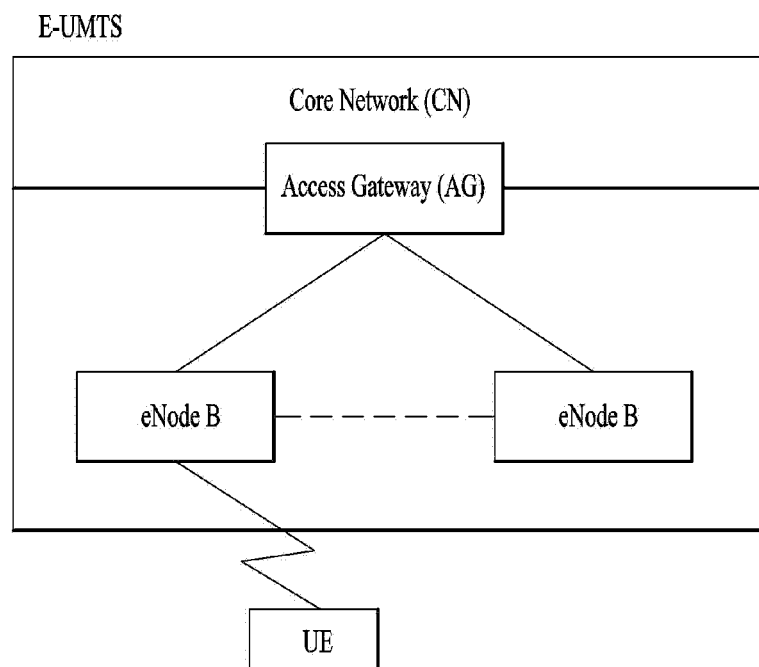 E-UMTS
Core Network (CN)
Access Gateway (AG)
eNode B
eNode B
UE